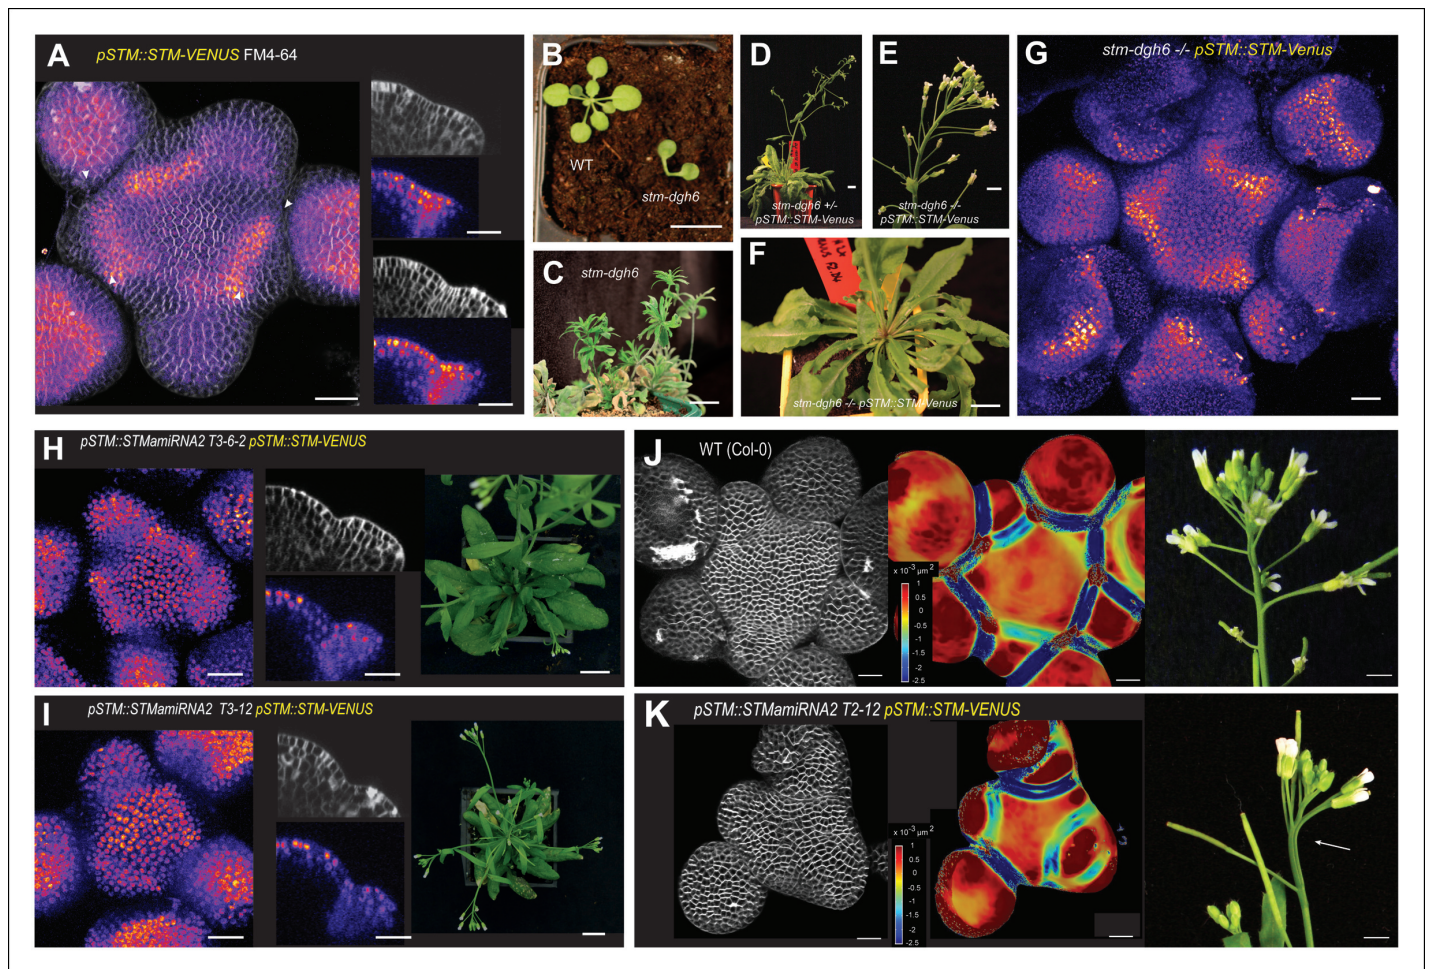 A
pSTM::STM-VENUS FM4-64
B
WT
stm-dgh6
C
stm-dgh6
D
stm-dgh6 +/-
pSTM::STM-Venus
E
stm-dgh6 -/-
pSTM::STM-Venus
F
stm-dgh6 -/- pSTM::STM-Venus
G
stm-dgh6 -/- pSTM::STM-Venus
H
pSTM::STMamiRNA2 T3-6-2 pSTM::STM-VENUS
I
pSTM::STMamiRNA2 T3-12 pSTM::STM-VENUS
J
WT (Col-0)
x 10⁻³ µm²
1
0.5
0
-0.5
-1
-1.5
-2
-2.5
K
pSTM::STMamiRNA2 T2-12 pSTM::STM-VENUS
x 10⁻³ µm²
1
0.5
0
-0.5
-1
-1.5
-2
-2.5